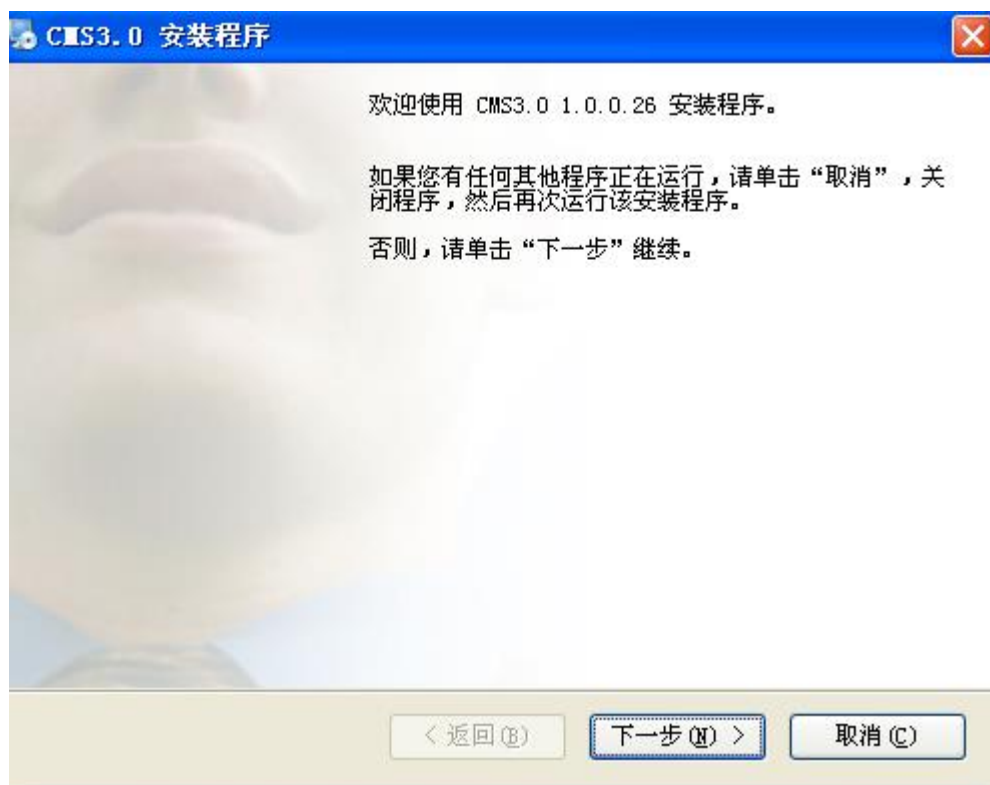 CMS3.0 安装程序
欢迎使用 CMS3.0 1.0.0.26 安装程序。
如果您有任何其他程序正在运行，请单击“取消”，关
闭程序，然后再次运行该安装程序。
否则，请单击“下一步”继续。
< 返回(B)
下一步(N) >
取消(C)